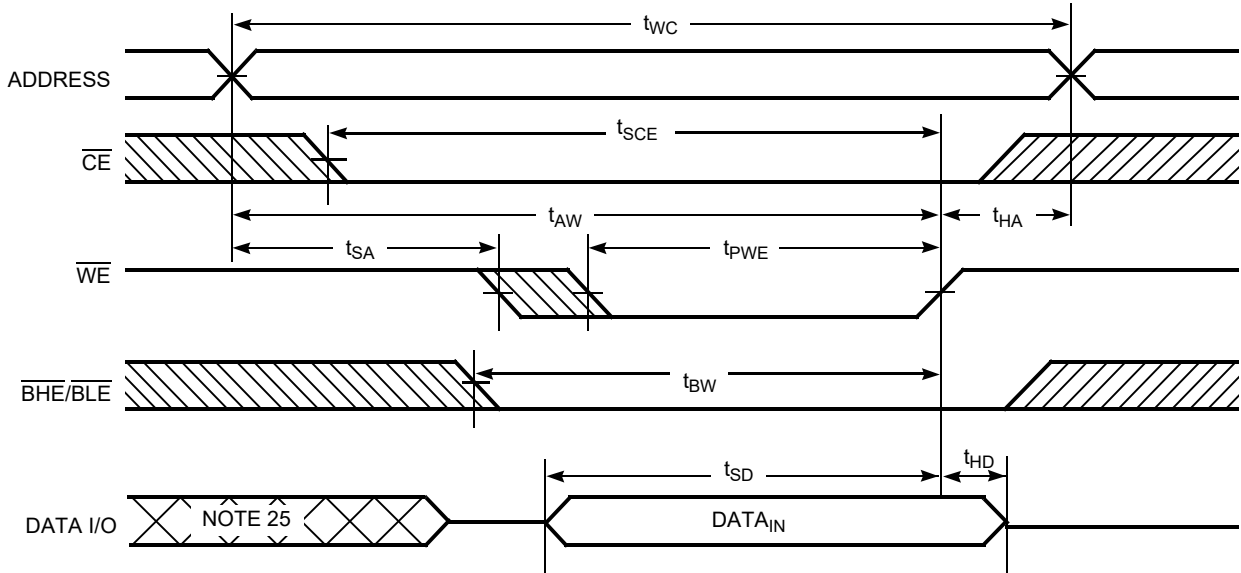 tWC
ADDRESS
tSCE
CE
tAW
tHA
tSA
tPWE
WE
tBW
BHE/BLE
tSD
tHD
DATA I/O
NOTE 25
DATAIN